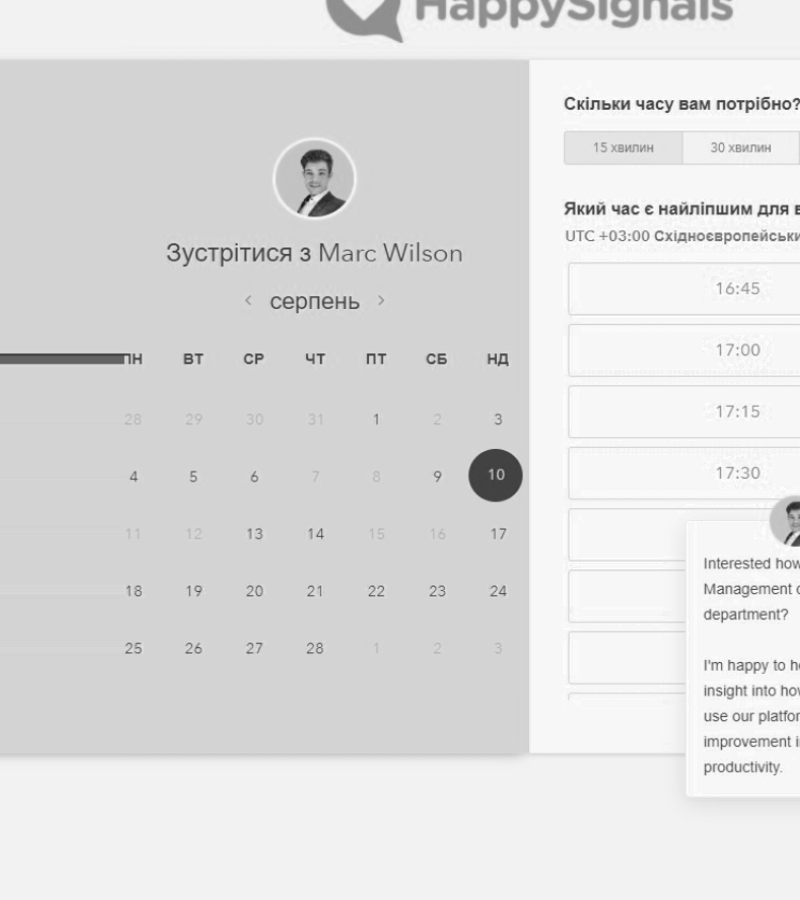 HappySignals
Зустрітися з Marc Wilson
серпень
ПН ВТ СР ЧТ ПТ СБ НД
28 29 30 31 1 2 3
4 5 6 7 8 9 10
11 12 13 14 15 16 17
18 19 20 21 22 23 24
25 26 27 28 1 2 3
Скільки часу вам потрібно?
15 хвилин 30 хвилин
Який час є найліпшим для в
UTC +03:00 Східноєвропейськи
16:45
17:00
17:15
17:30
Interested how
Management
department?
I'm happy to he
insight into how
use our platfor
improvement i
productivity.